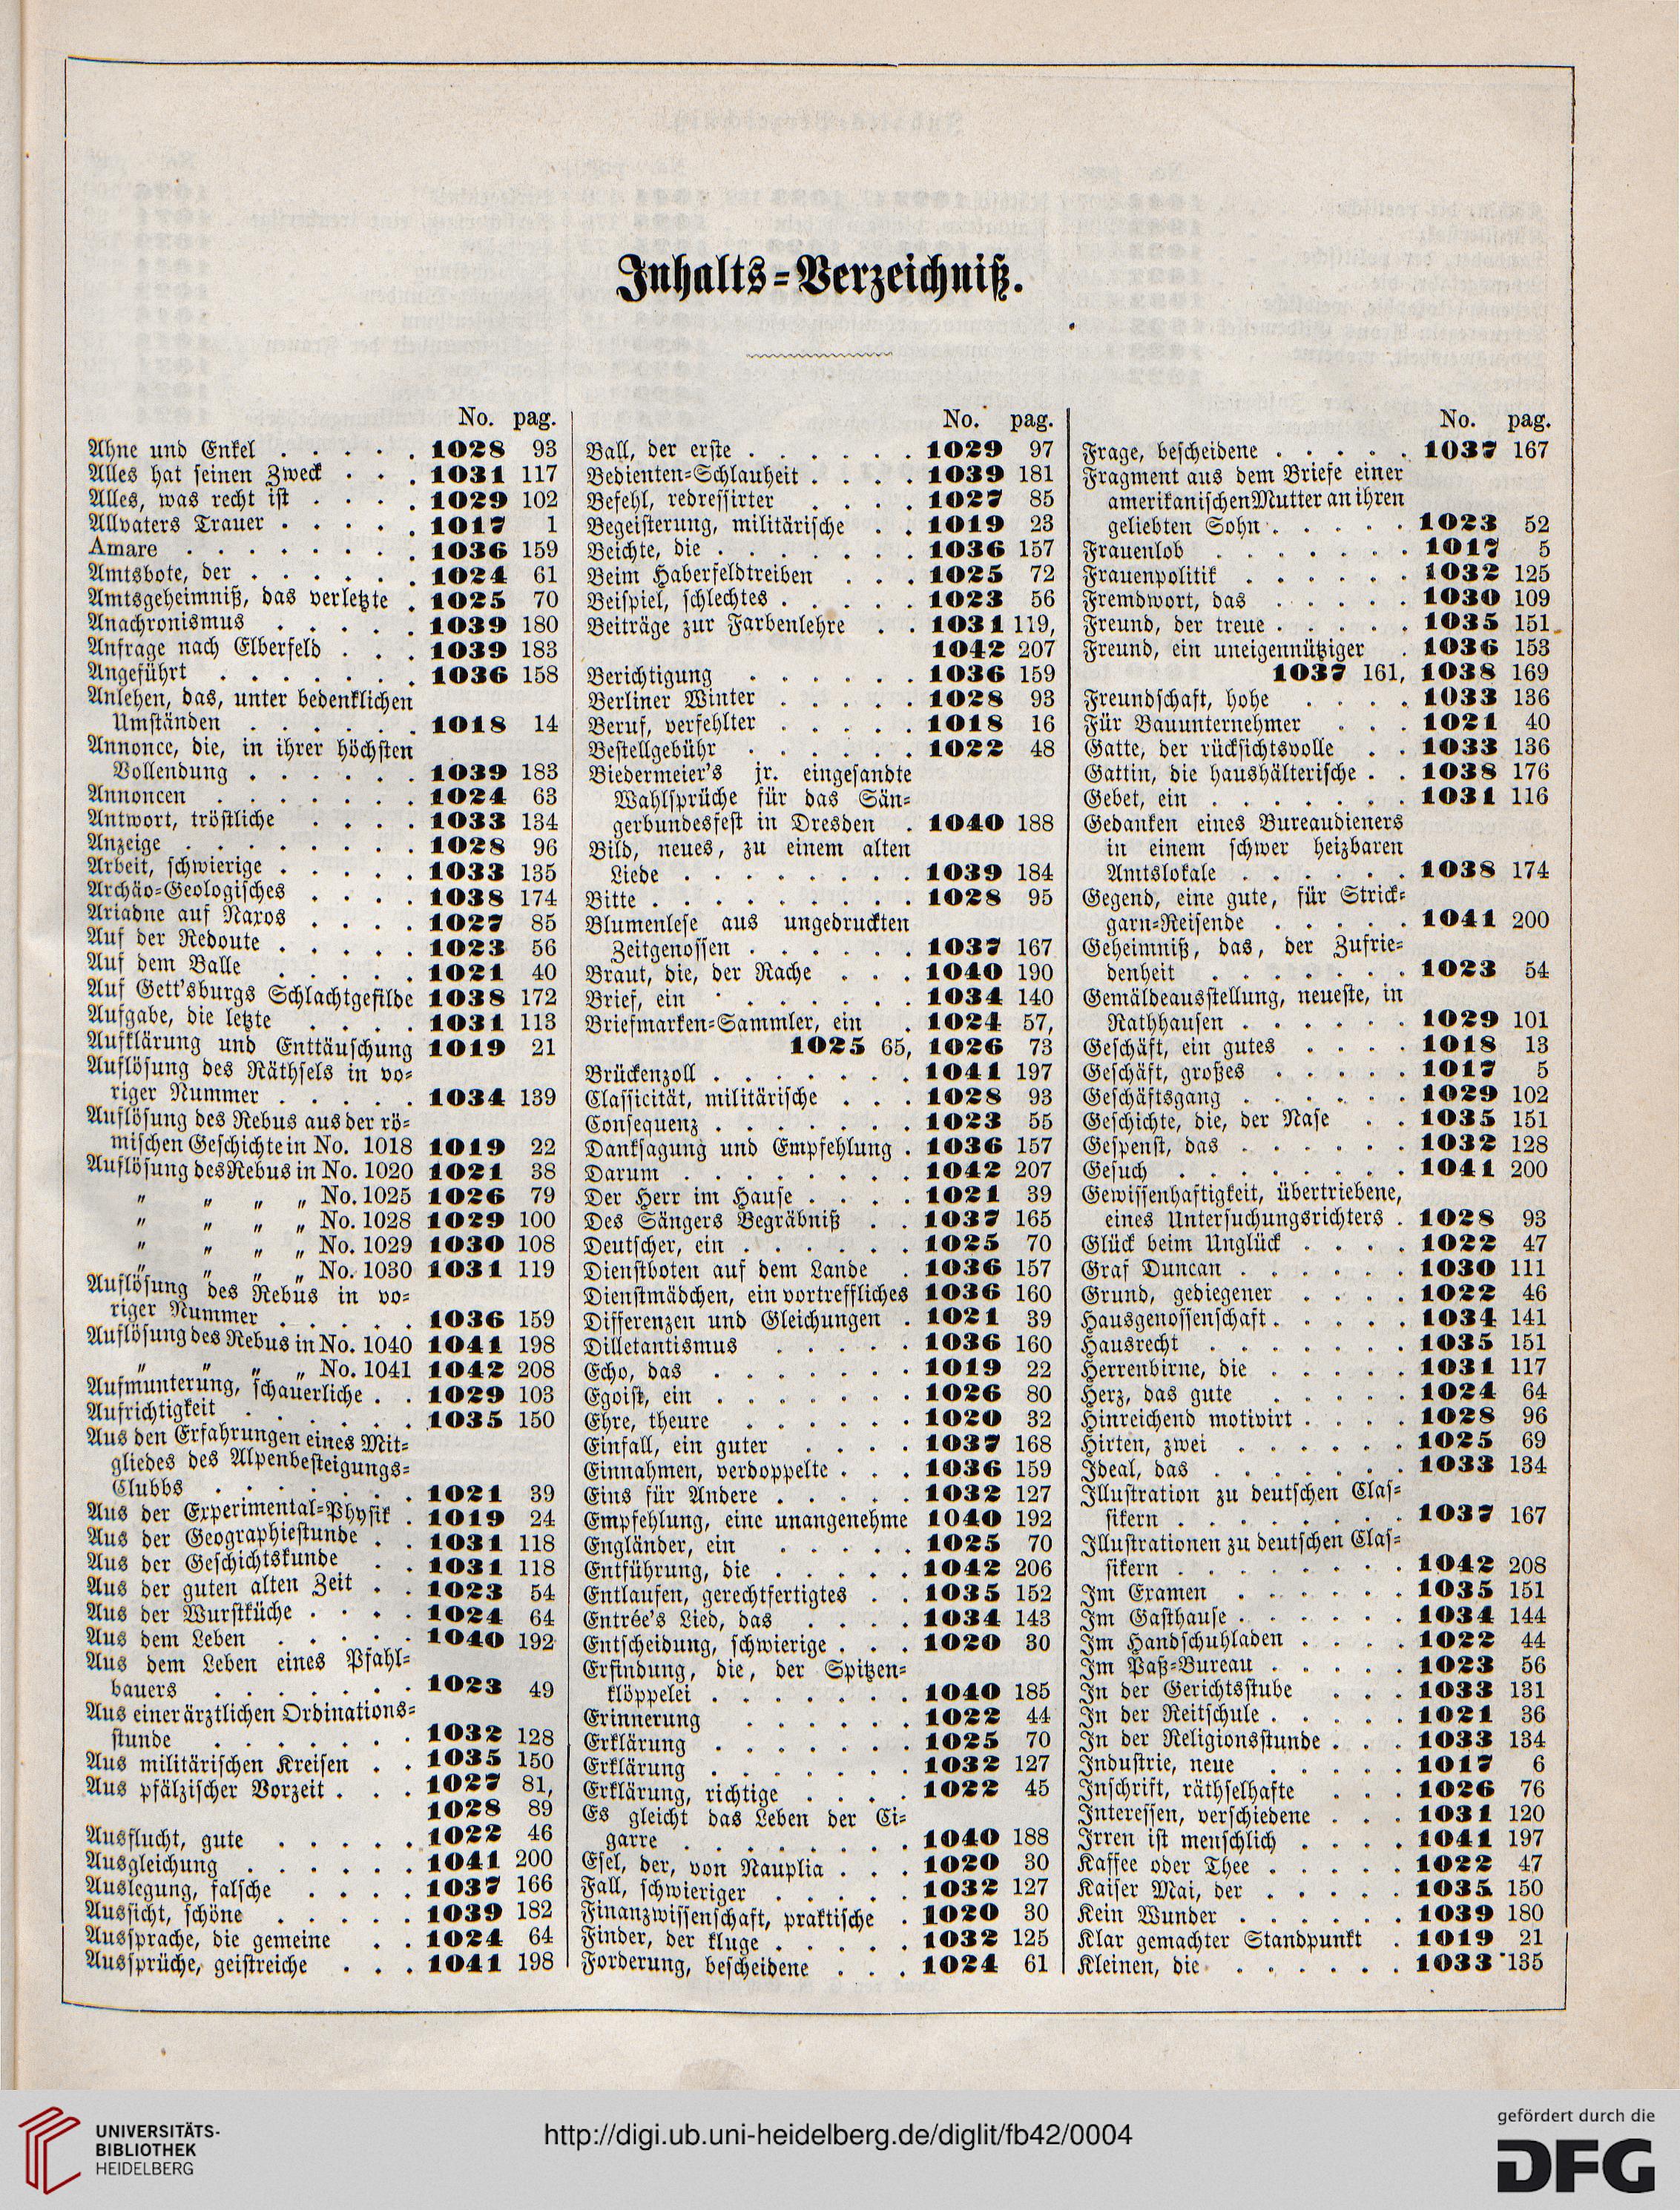 Inhalts-Verzeichniß.
No. pag.
Ahne und Enkel . . . . . 1028 93
Alles hat seinen Zweck . . . 1031 117
Alles, was recht ist . . . . 1029 102
Allvaters Trauer . . . . . 1017 1
Amare . . . . . . . 1036 159
Amtsbote, der . . . . . . 1024 61
Amtsgeheimniß, das verletzte . 1025 70
Anachronismus . . . . . 1039 180
Anfrage nach Elberfeld . . . 1039 183
Angeführt . . . . . . . 1036 158
Anlehen, das, unter bedenklichen
Umständen . . . . . . 1018 14
Annonce, die, in ihrer höchsten
Vollendung . . . . . . 1039 183
Annoncen . . . . . . . 1024 63
Antwort, tröstliche . . . . 1033 134
Anzeige . . . . . . . . 1028 96
Arbeit, schwierige . . . . . 1033 135
Archäo-Geologisches . . . . 1038 174
Ariadne auf Naxos . . . . 1027 85
Auf der Redoute . . . . . 1023 56
Auf dem Balle . . . . . 1021 40
Auf Gett'sburgs Schlachtgefilde 1038 172
Aufgabe, die letzte . . . . 1031 113
Aufklärung und Enttäuschung 1019 21
Auflösung des Räthsels in vo-
riger Nummer . . . . . 1034 139
Auflösung des Rebus aus der rö-
mischen Geschichte in No. 1018 1019 22
Auflösung des Rebus in No. 1020 1021 38
" " " " No. 1025 1026 79
" " " " No. 1028 1029 100
" " " " No. 1029 1030 108
" " " " No. 1030 1031 119
Auflösung des Rebus in vo-
riger Nummer . . . . . 1036 159
Auflösung des Rebus in No. 1040 1041 198
" " " " No. 1041 1042 208
Aufmunterung, schauerliche . . 1029 103
Aufrichtigkeit . . . . . . 1035 150
Aus den Erfahrungen eines Mit-
gliedes des Alpenbesteigungs-
Clubbs . . . . . . . 1021 39
Aus der Experimental-Physik . 1019 24
Aus der Geographiestunde . . 1031 118
Aus der Geschichtskunde . . 1031 118
Aus der guten alten Zeit . . 1023 54
Aus der Wurstküche . . . . 1024 64
Aus dem Leben . . . . . 1040 192
Aus dem Leben eines Pfahl-
bauers . . . . . . . 1023 49
Aus einer ärztlichen Ordinations-
stunde . . . . . . . 1032 128
Aus militärischen Kreisen . . 1035 150
Aus pfälzischer Vorzeit . . . 1027 81,
1028 89
Ausflucht, gute . . . . . 1022 46
Ausgleichung . . . . . . 1041 200
Auslegung, falsche . . . . 1037 166
Aussicht, schöne . . . . . 1039 182
Aussprache, die gemeine . . 1024 64
Aussprüche, geistreiche . . . 1041 198
No. pag.
Ball, der erste . . . . . . 1029 97
Bedienten-Schlauheit . . . . 1039 181
Befehl, redressirter . . . . 1027 85
Begeisterung, militärische . . 1019 23
Beichte, die . . . . . . . 1036 157
Beim Haberfeldtreiben . . . 1025 72
Beispiel, schlechtes . . . . . 1023 56
Beiträge zur Farbenlehre . . 1031 119,
1042 207
Berichtigung . . . . . . 1036 159
Berliner Winter . . . . . 1028 93
Beruf, verfehlter . . . . . 1018 16
Bestellgebühr . . . . . . 1022 48
Biedermeier's jr. eingesandte
Wahlsprüche für das Sän-
gerbundesfest in Dresden . 1040 188
Bild, neues, zu einem alten
Liede . . . . . . . 1039 184
Bitte . . . . . . . . 1028 95
Blumenlese aus ungedruckten
Zeitgenossen . . . . . . 1037 167
Braut, die, der Rache . . . 1040 190
Brief, ein . . . . . . . 1034 140
Briefmarken-Sammler, ein . 1024 57,
1025 65, 1026 73
Brückenzoll . . . . . . . 1041 197
Classicität, militärische . . . 1028 93
Consequenz . . . . . . . 1023 55
Danksagung und Empfehlung . 1036 157
Darum . . . . . . . . 1042 207
Der Herr im Hause . . . . 1021 39
Des Sängers Begräbniß . . 1037 165
Deutscher, ein . . . . . . 1025 70
Dienstboten auf dem Lande . 1036 157
Dienstmädchen, ein vortreffliches 1036 160
Differenzen und Gleichungen . 1021 39
Dilletantismus . . . . . 1036 160
Echo, das . . . . . . . 1019 22
Egoist, ein . . . . . . . 1026 80
Ehre, theure . . . . . . 1020 32
Einfall, ein guter . . . . 1037 168
Einnahmen, verdoppelte . . . 1036 159
Eins für Andere . . . . . 1032 127
Empfehlung, eine unangenehme 1040 192
Engländer, ein . . . . . 1025 70
Entführung, die . . . . . 1042 206
Entlaufen, gerechtfertigtes . . 1035 152
Entrée's Lied, das . . . . 1034 143
Entscheidung, schwierige . . . 1020 30
Erfindung, die, der Spitzen-
klöppelei . . . . . . . 1040 185
Erinnerung . . . . . . 1022 44
Erklärung . . . . . . . 1025 70
Erklärung . . . . . . . 1032 127
Erklärung, richtige . . . . 1022 45
Es gleicht das Leben der Ci-
garre . . . . . . . . 1040 188
Esel, der, von Nauplia . . . 1020 30
Fall, schwieriger . . . . . 1032 127
Finanzwissenschaft, praktische . 1020 30
Finder, der kluge . . . . . 1032 125
Forderung, bescheidene . . . 1024 61
No. pag.
Frage, bescheidene . . . . . 1037 167
Fragment aus dem Briefe einer
amerikanischen Mutter an ihren
geliebten Sohn . . . . . 1023 52
Frauenlob . . . . . . . 1017 5
Frauenpolitik . . . . . . 1032 125
Fremdwort, das . . . . . 1030 109
Freund, der treue . . . . . 1035 151
Freund, ein uneigennütziger . 1036 153
1037 161, 1038 169
Freundschaft, hohe . . . . 1033 136
Für Bauunternehmer . . . 1021 40
Gatte, der rücksichtsvolle . . 1033 136
Gattin, die haushälterische . . 1038 176
Gebet, ein . . . . . . . 1031 116
Gedanken eines Bureaudieners
in einem schwer heizbaren
Amtslokale . . . . . . 1038 174
Gegend, eine gute, für Strick-
garn-Reisende . . . . . 1041 200
Geheimniß, das, der Zufrie-
denheit . . . . . . . 1023 54
Gemäldeausstellung, neueste, in
Rathhausen . . . . . . 1029 101
Geschäft, ein gutes . . . . 1018 13
Geschäft, großes . . . . . 1017 5
Geschäftsgang . . . . . . 1029 102
Geschichte, die, der Nase . . 1035 151
Gespenst, das . . . . . . 1032 128
Gesuch . . . . . . . . 1041 200
Gewissenhaftigkeit, übertriebene,
eines Untersuchungsrichters . 1028 93
Glück beim Unglück . . . . 1022 47
Graf Duncan . . . . . . 1030 111
Grund, gediegener . . . . 1022 46
Hausgenossenschaft . . . . . 1034 141
Hausrecht . . . . . . . 1035 151
Herrenbirne, die . . . . . 1031 117
Herz, das gute . . . . . 1024 64
Hinreichend motivirt . . . . 1028 96
Hirten, zwei . . . . . . 1025 69
Ideal, das . . . . . . . 1033 134
Illustration zu deutschen Clas-
sikern . . . . . . . . 1037 167
Illustrationen zu deutschen Clas-
sikern . . . . . . . . 1042 208
Im Examen . . . . . . 1035 151
Im Gasthause . . . . . . 1034 144
Im Handschuhladen . . . . 1022 44
Im Paß-Bureau . . . . . 1023 56
In der Gerichtsstube . . . 1033 131
In der Reitschule . . . . . 1021 36
In der Religionsstunde . . . 1033 134
Industrie, neue . . . . . 1017 6
Inschrift, räthselhafte . . . 1026 76
Interessen, verschiedene . . . 1031 120
Irren ist menschlich . . . . 1041 197
Kaffee oder Thee . . . . . 1022 47
Kaiser Mai, der . . . . . 1035 150
Kein Wunder . . . . . . 1039 180
Klar gemachter Standpunkt . 1019 21
Kleinen, die . . . . . . 1033 135
UNIVERSITÄTS-
BIBLIOTHEK
HEIDELBERG
http://digi.ub.uni-heidelberg.de/diglit/fb42/0004
gefördert durch die
DFG